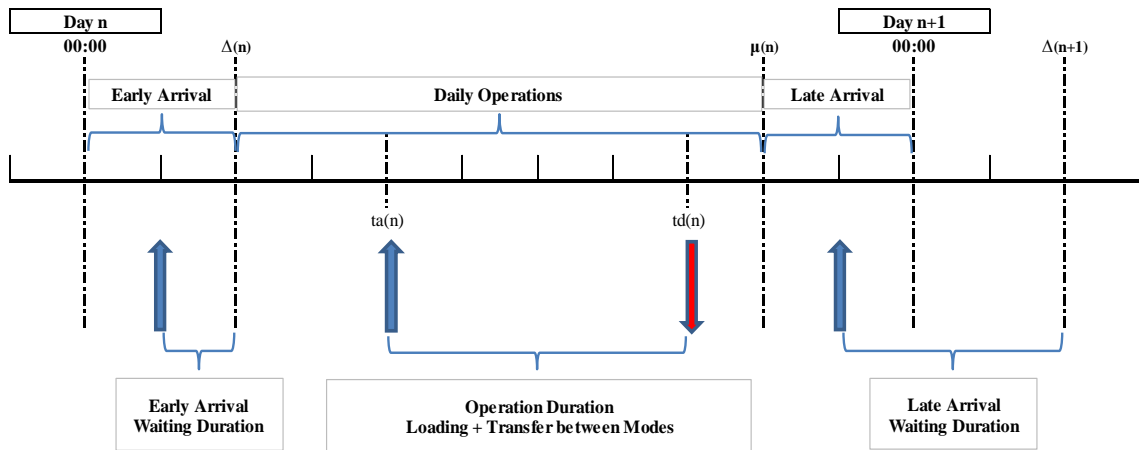 Day n
Day n+1
00:00
Δ(n)
μ(n)
00:00
Δ(n+1)
Early Arrival
Daily Operations
Late Arrival
ta(n)
td(n)
Early Arrival
Waiting Duration
Operation Duration
Loading + Transfer between Modes
Late Arrival
Waiting Duration